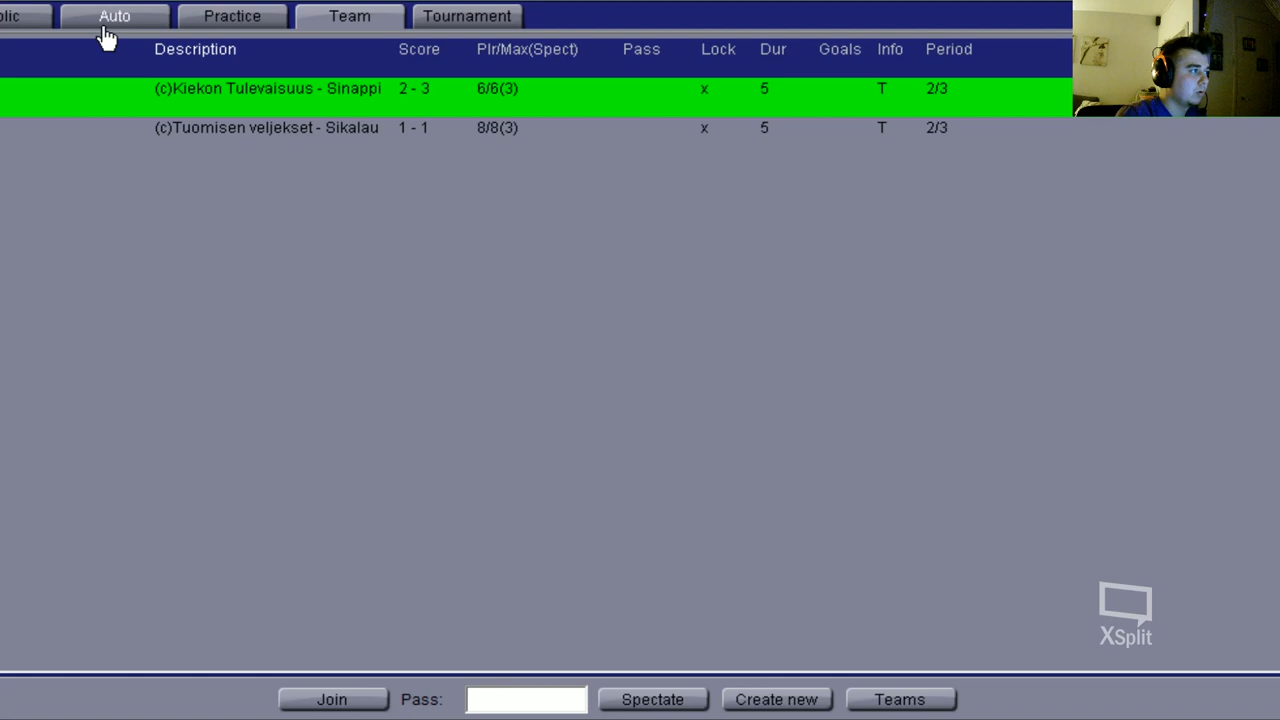 olic Auto Practice Team Tournament
Description Score Plr/Max(Spect) Pass Lock Dur Goals Info Period
(c)Kiekon Tulevaisuus - Sinappi 2 - 3 6/6(3) x 5 T 2/3
(c)Tuomisen veljekset - Sikalau 1 - 1 8/8(3) x 5 T 2/3
XSplit
Join Pass: Spectate Create new Teams